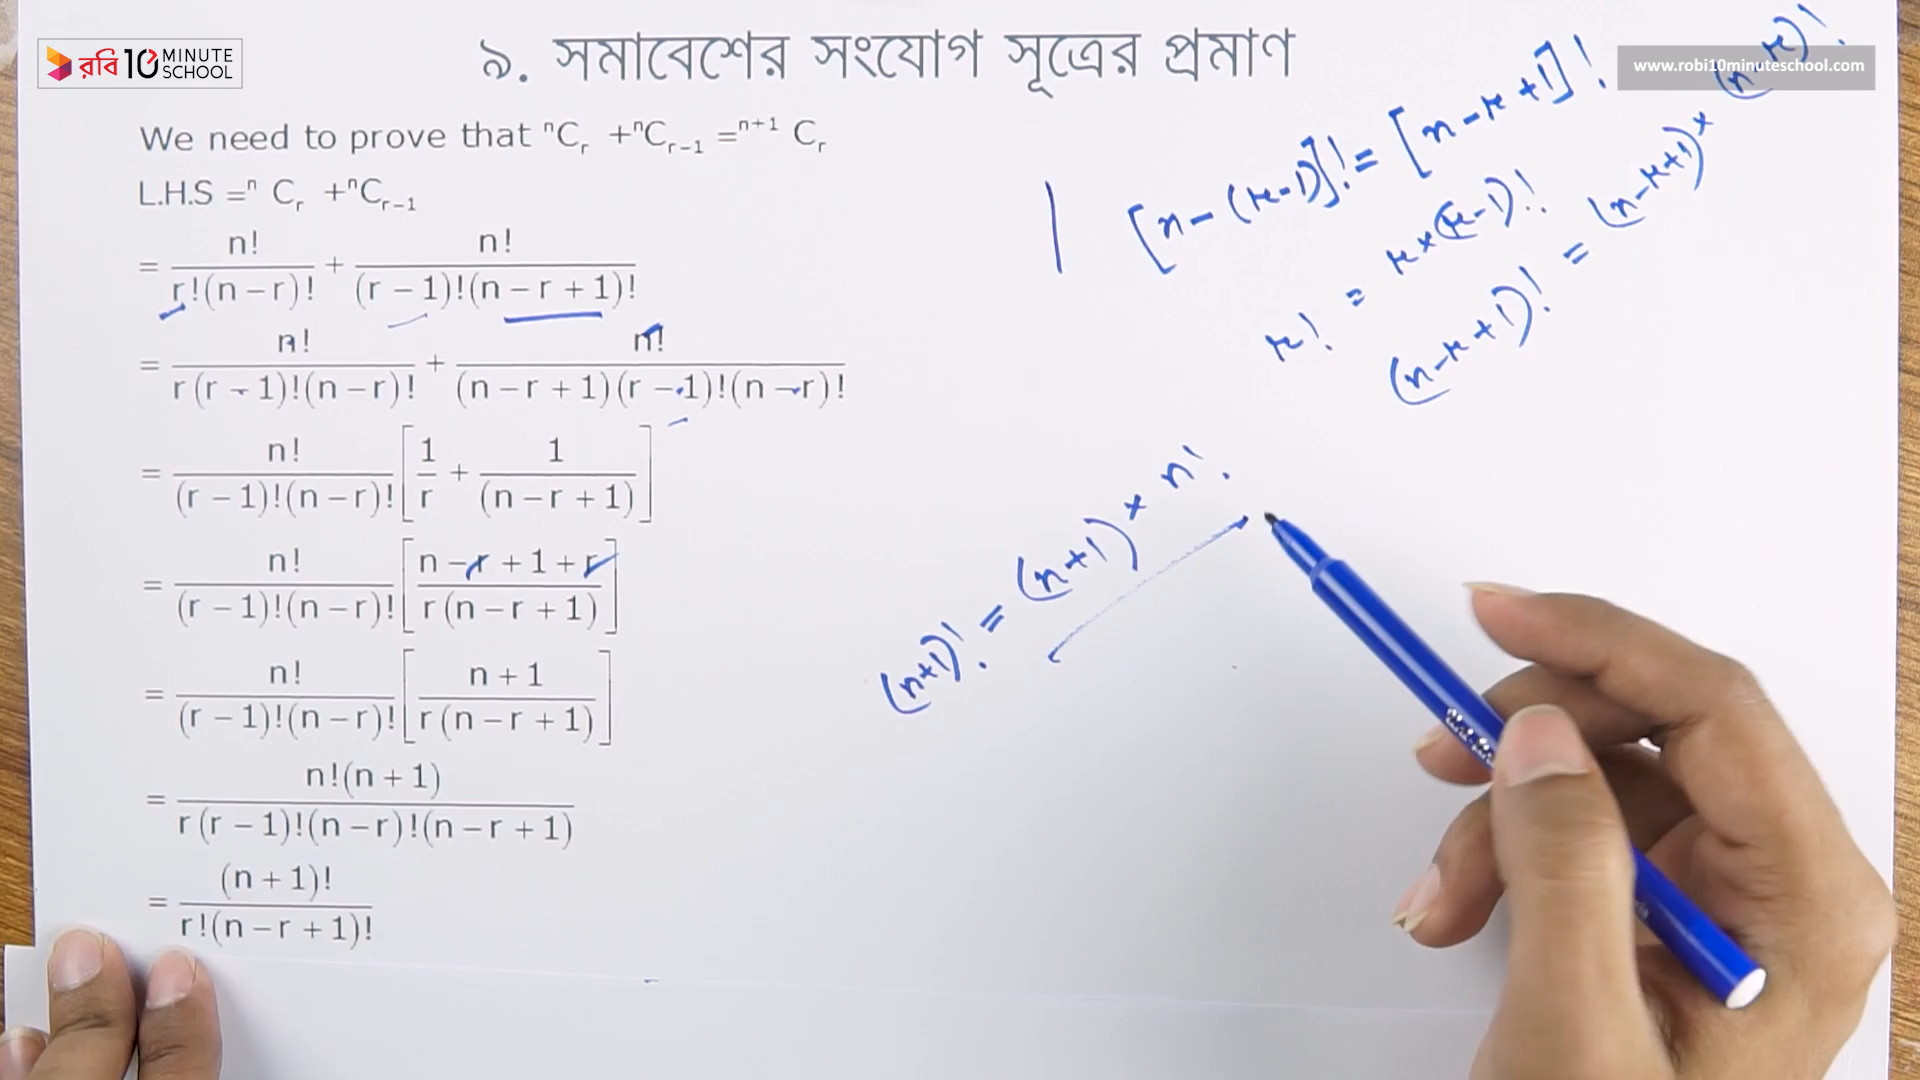 রবি 10 MINUTE SCHOOL
৯. সমাবেশের সংযোগ সূত্রের প্রমাণ
www.robi10minuteschool.com
We need to prove that ⁿCᵣ + ⁿCᵣ₋₁ = ⁿ⁺¹Cᵣ
L.H.S = ⁿCᵣ + ⁿCᵣ₋₁
= n!/(r!(n−r)!) + n!/((r−1)!(n−r+1)!)
= n!/(r(r−1)!(n−r)!) + n!/((n−r+1)(r−1)!(n−r)!)
= n!/((r−1)!(n−r)!) [1/r + 1/(n−r+1)]
= n!/((r−1)!(n−r)!) [(n−r+1+r)/(r(n−r+1))]
= n!/((r−1)!(n−r)!) [(n+1)/(r(n−r+1))]
= n!(n+1)/(r(r−1)!(n−r)!(n−r+1))
= (n+1)!/(r!(n−r+1)!)
[n−(r−1)]! = [n−r+1]!
r! = r×(r−1)!
(n−r+1)! = (n−r+1)×(n−r)!
(n+1)! = (n+1)×n!